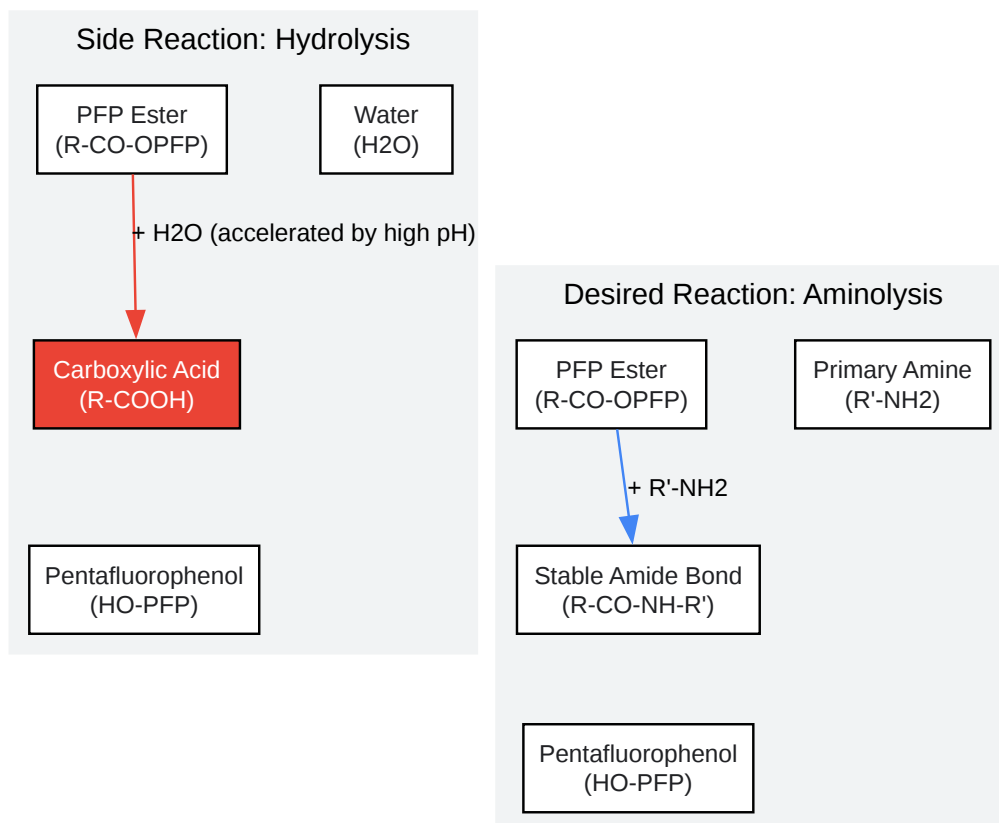 Side Reaction: Hydrolysis
PFP Ester
(R-CO-OPFP)
Water
(H2O)
+ H2O (accelerated by high pH)
Carboxylic Acid
(R-COOH)
Pentafluorophenol
(HO-PFP)
Desired Reaction: Aminolysis
PFP Ester
(R-CO-OPFP)
Primary Amine
(R'-NH2)
+ R'-NH2
Stable Amide Bond
(R-CO-NH-R')
Pentafluorophenol
(HO-PFP)